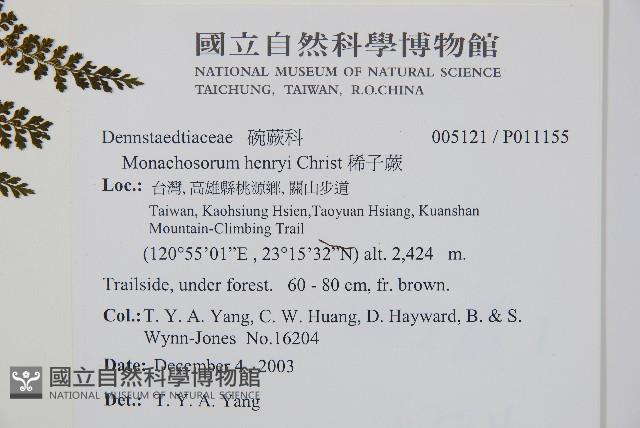 國立自然科學博物館
NATIONAL MUSEUM OF NATURAL SCIENCE
TAICHUNG, TAIWAN, R.O.CHINA
Dennstaedtiaceae 碗蕨科 005121 / P011155
Monachosorum henryi Christ 稀子蕨
Loc.: 台灣, 高雄縣桃源鄉, 關山步道
Taiwan, Kaohsiung Hsien,Taoyuan Hsiang, Kuanshan
Mountain-Climbing Trail
(120°55'01”E , 23°15'32”N) alt. 2,424 m.
Trailside, under forest. 60 - 80 cm, fr. brown.
Col.: T. Y. A. Yang, C. W. Huang, D. Hayward, B. & S.
Wynn-Jones No.16204
Date: December 4, 2003
國立自然科學博物館
NATIONAL MUSEUM OF NATURAL SCIENCE
Det.: T. Y. A. Yang